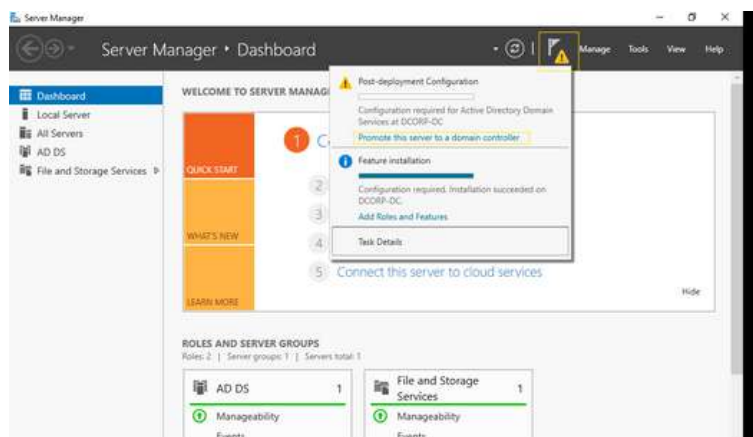 Server Manager
Server Manager • Dashboard
Manage Tools View Help
Dashboard
Local Server
All Servers
AD DS
File and Storage Services
WELCOME TO SERVER MANAG
QUICK START
WHAT'S NEW
LEARN MORE
1 C
2
3
4
5 Connect this server to cloud services
Hide
Post-deployment Configuration
Configuration required for Active Directory Domain
Services at DCORP-DC
Promote this server to a domain controller
Feature installation
Configuration required. Installation succeeded on
DCORP-DC.
Add Roles and Features
Task Details
ROLES AND SERVER GROUPS
Roles: 2 | Server groups: 1 | Servers total: 1
AD DS 1
Manageability
Events
File and Storage
Services 1
Manageability
Events